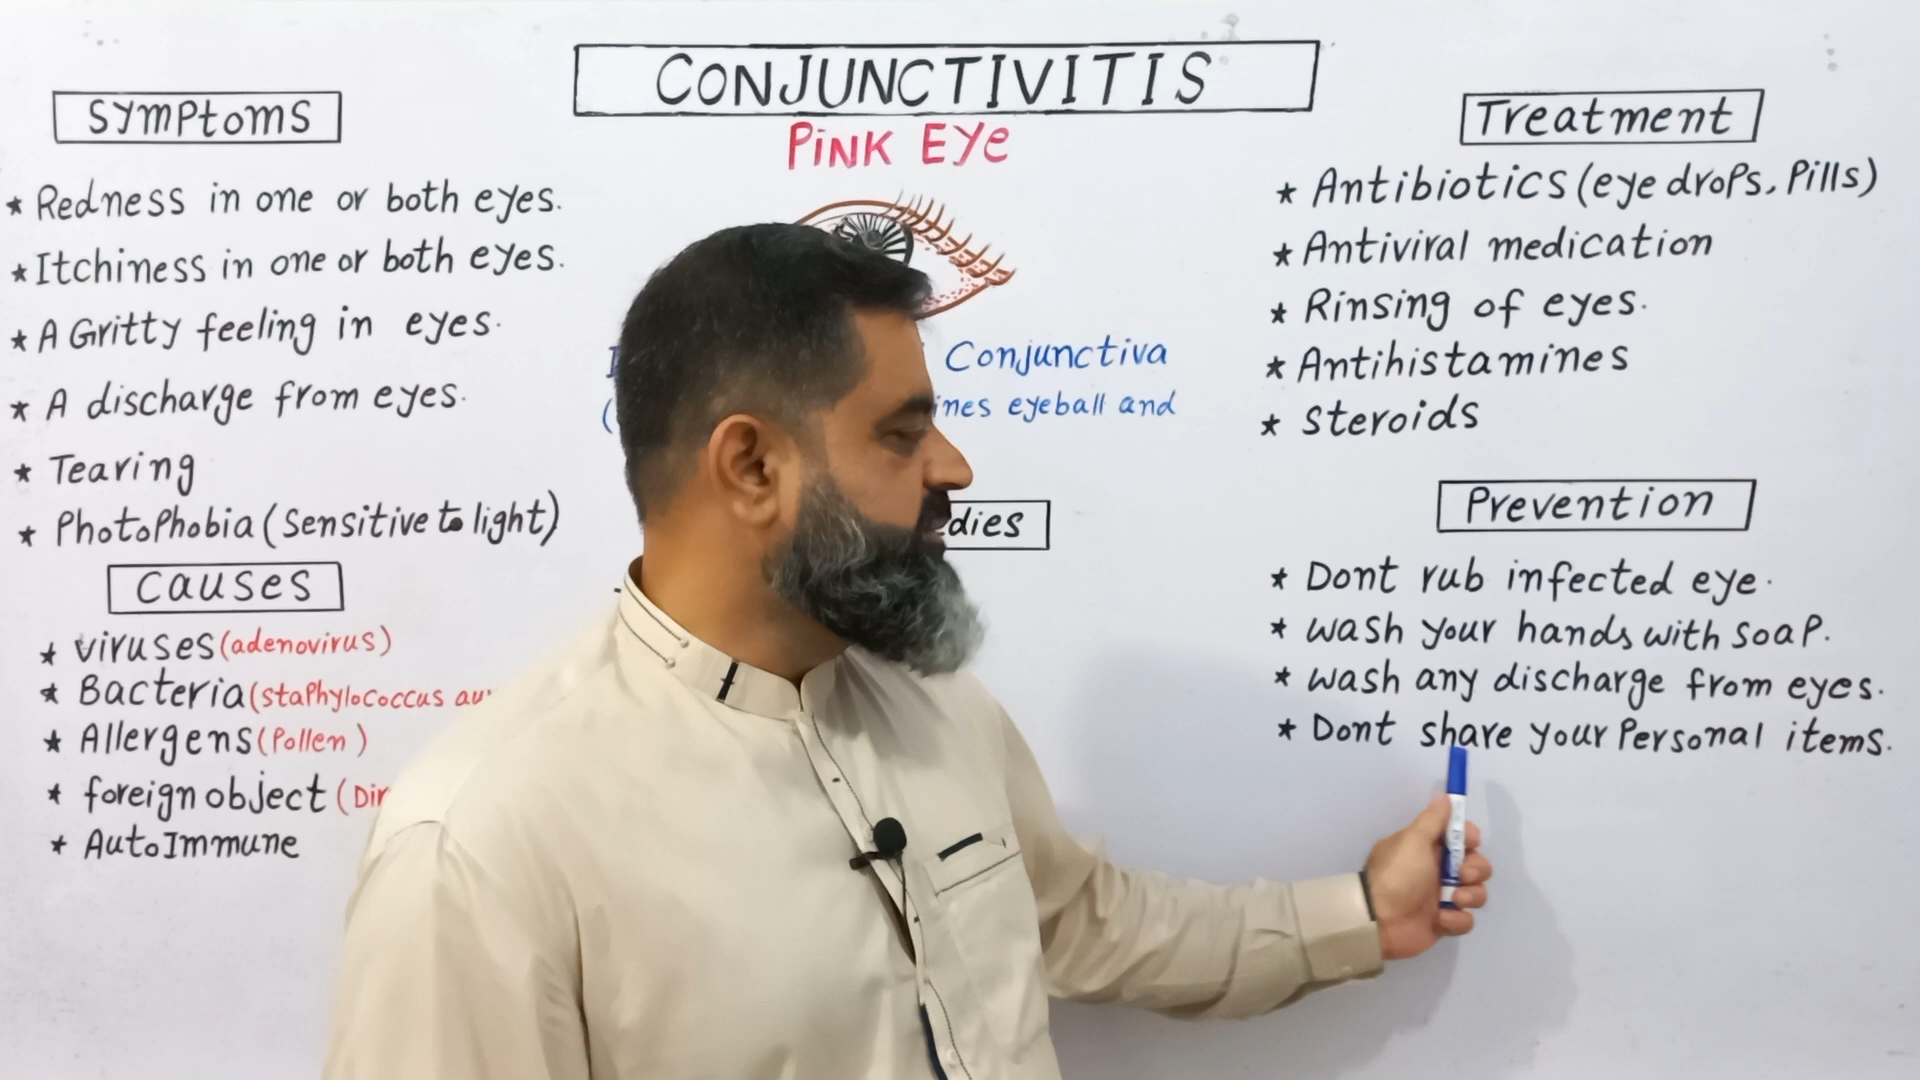 CONJUNCTIVITIS
PINK EYE
Conjunctiva
eyeball and
Symptoms
* Redness in one or both eyes.
* Itchiness in one or both eyes.
* A Gritty feeling in eyes.
* A discharge from eyes.
* Tearing
* Photophobia (Sensitive to light)
Causes
* Viruses (adenovirus)
* Bacteria (staphylococcus
* Allergens (Pollen)
* foreign object
* AutoImmune
Treatment
* Antibiotics (eye drops, Pills)
* Antiviral medication
* Rinsing of eyes.
* Antihistamines
* Steroids
Prevention
* Dont rub infected eye.
* wash your hands with soap.
* wash any discharge from eyes.
* Dont share your Personal items.